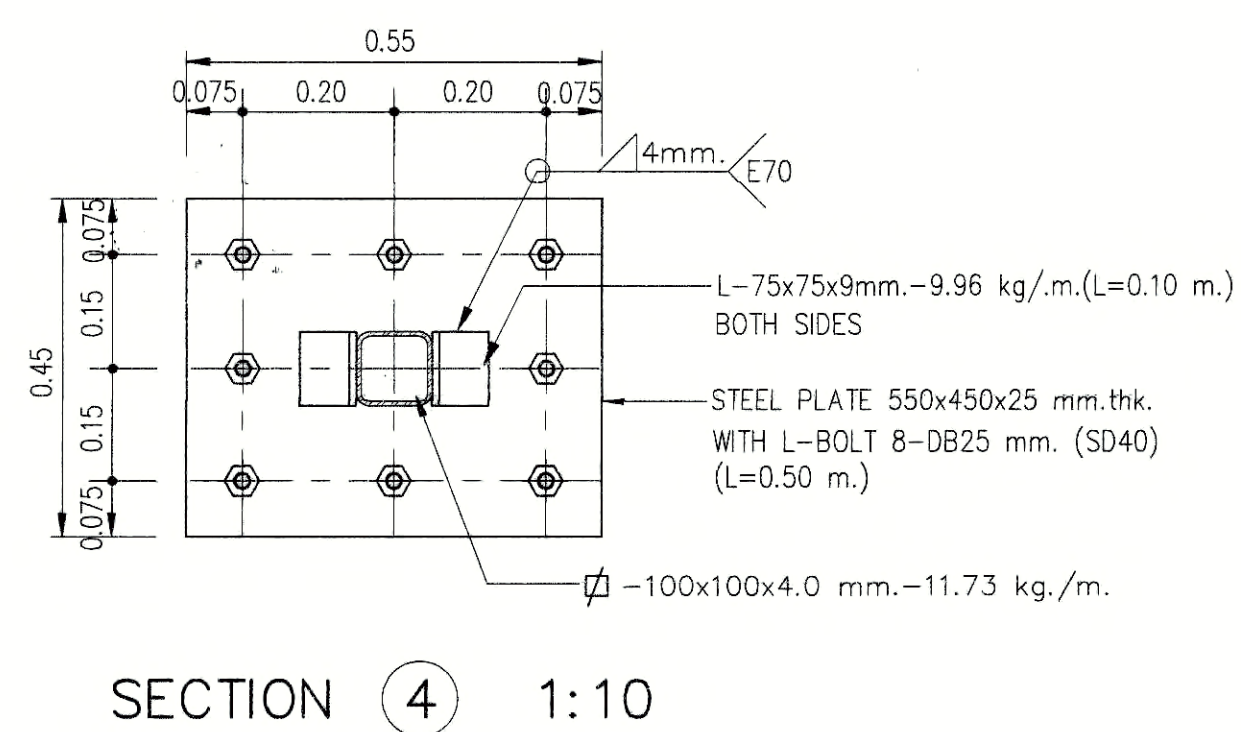 0.55
0.075 0.20 0.20 0.075
4mm.
E70
0.075
0.15
0.45
0.15
0.075
L-75x75x9mm.-9.96 kg/.m.(L=0.10 m.)
BOTH SIDES
STEEL PLATE 550x450x25 mm.thk.
WITH L-BOLT 8-DB25 mm. (SD40)
(L=0.50 m.)
-100x100x4.0 mm.-11.73 kg./m.
SECTION 4 1:10